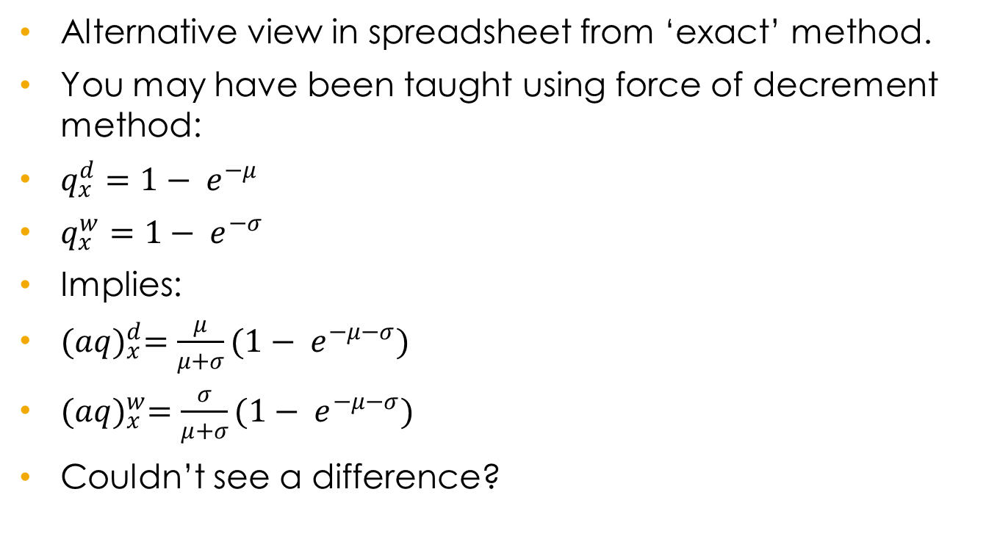 • Alternative view in spreadsheet from ‘exact’ method.
• You may have been taught using force of decrement
method:
• $q_x^d = 1 - e^{-\mu}$
• $q_x^w = 1 - e^{-\sigma}$
• Implies:
• $(aq)_x^d = \frac{\mu}{\mu+\sigma}(1 - e^{-\mu-\sigma})$
• $(aq)_x^w = \frac{\sigma}{\mu+\sigma}(1 - e^{-\mu-\sigma})$
• Couldn’t see a difference?